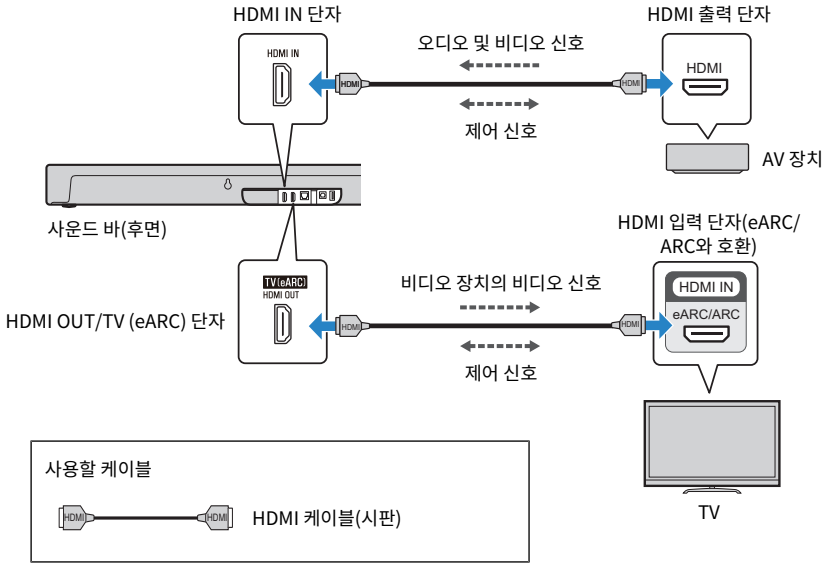 HDMI IN 단자
HDMI 출력 단자
HDMI IN
오디오 및 비디오 신호
HDMI
HDMI
HDMI
제어 신호
AV 장치
사운드 바(후면)
HDMI 입력 단자(eARC/
ARC와 호환)
TV(eARC)
HDMI OUT
비디오 장치의 비디오 신호
HDMI IN
HDMI OUT/TV (eARC) 단자
HDMI
HDMI
eARC/ARC
제어 신호
사용할 케이블
HDMI
HDMI
HDMI 케이블(시판)
TV